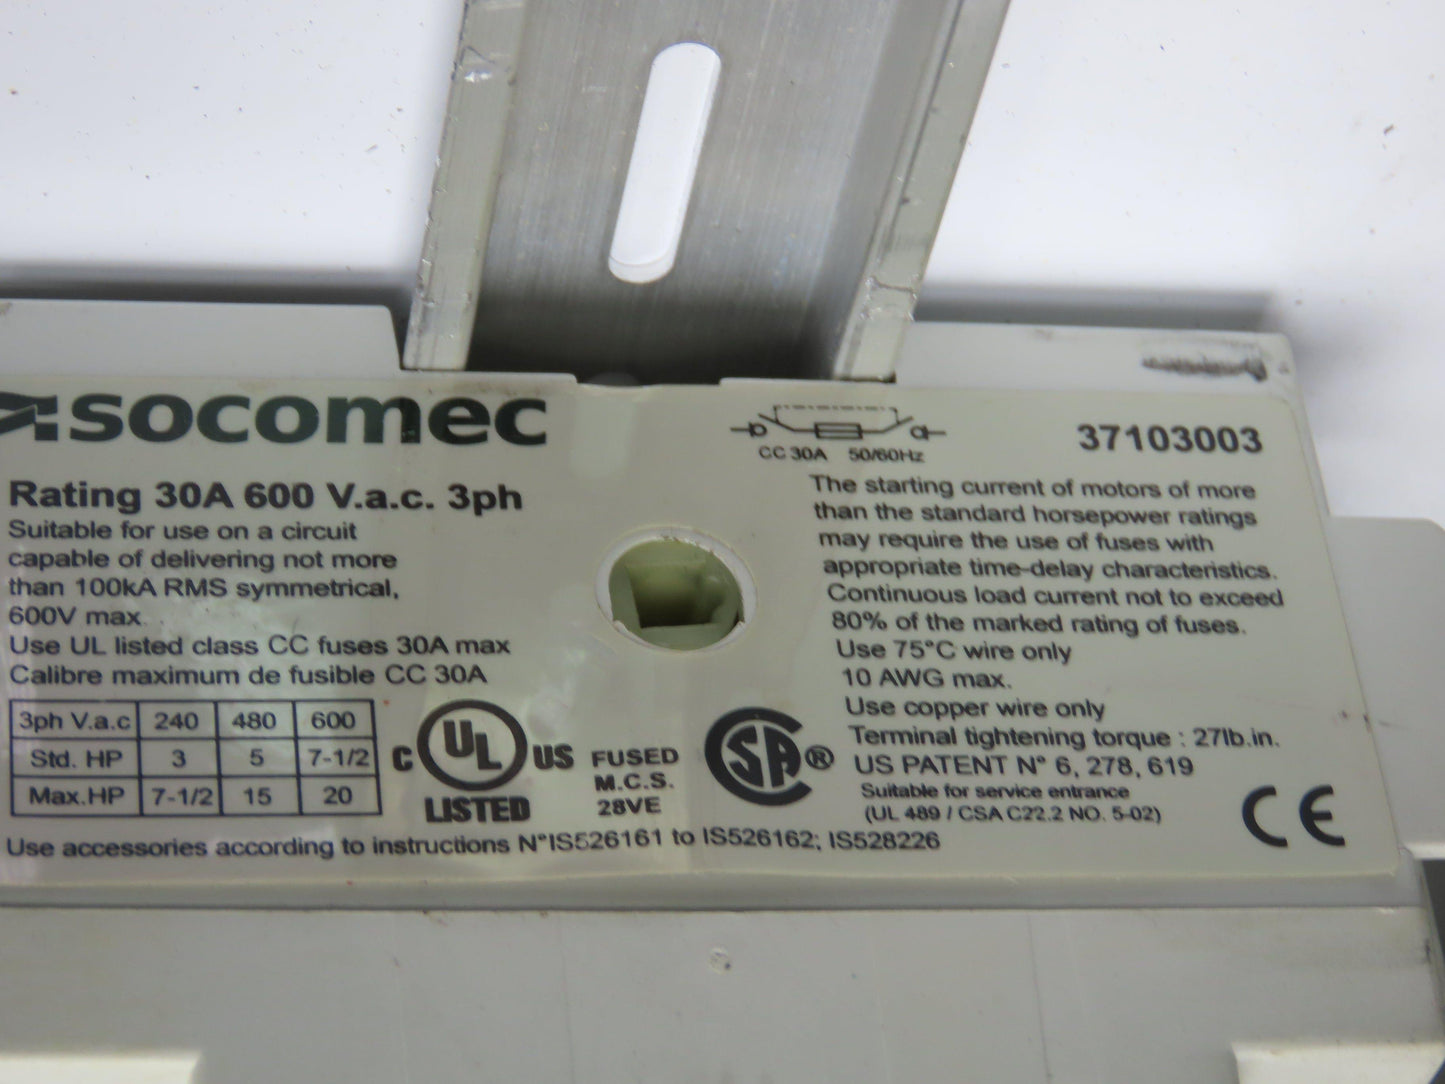 socomec
Rating 30A 600 V.a.c. 3ph
Suitable for use on a circuit
capable of delivering not more
than 100kA RMS symmetrical,
600V max.
Use UL listed class CC fuses 30A max
Calibre maximum de fusible CC 30A
3ph V.a.c 240 480 600
Std. HP 3 5 7-1/2
Max.HP 7-1/2 15 20
C UL US
LISTED
FUSED
M.C.S.
28VE
CC 30A 50/60Hz
SA ®
37103003
The starting current of motors of more
than the standard horsepower ratings
may require the use of fuses with
appropriate time-delay characteristics.
Continuous load current not to exceed
80% of the marked rating of fuses.
Use 75°C wire only
10 AWG max.
Use copper wire only
Terminal tightening torque : 27lb.in.
US PATENT N° 6, 278, 619
Suitable for service entrance
(UL 489 / CSA C22.2 NO. 5-02)
CE
Use accessories according to instructions N°IS526161 to IS526162; IS528226